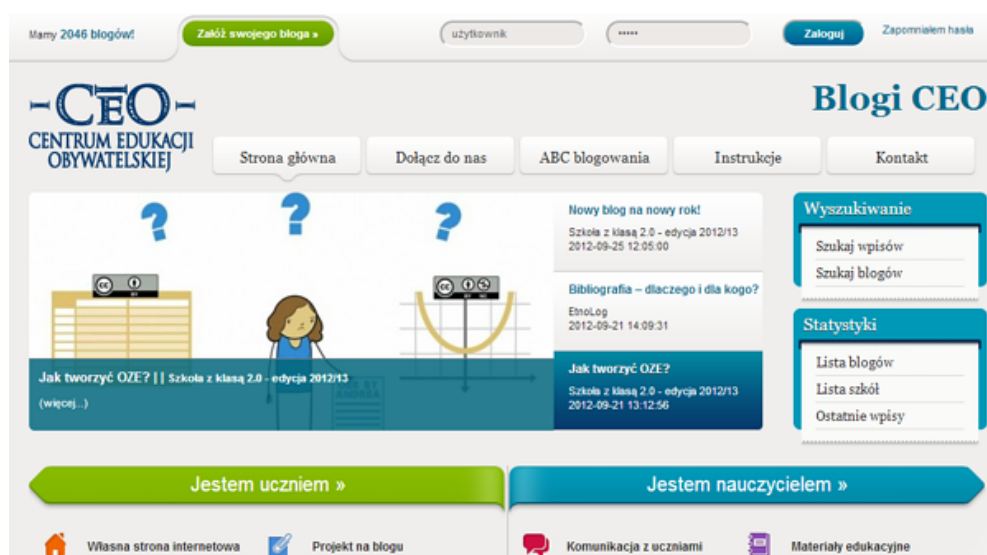 Mamy 2046 blogów!
Załóż swojego bloga »
użytkownik
•••••
Zaloguj
Zapomniałem hasła
CEO
CENTRUM EDUKACJI
OBYWATELSKIEJ
Blogi CEO
Strona główna
Dołącz do nas
ABC blogowania
Instrukcje
Kontakt
cc
BY
cc
BY NC
Jak tworzyć OZE? || Szkoła z klasą 2.0 - edycja 2012/13
(więcej...)
Nowy blog na nowy rok!
Szkoła z klasą 2.0 - edycja 2012/13
2012-09-25 12:05:00
Bibliografia – dlaczego i dla kogo?
EtnoLog
2012-09-21 14:09:31
Jak tworzyć OZE?
Szkoła z klasą 2.0 - edycja 2012/13
2012-09-21 13:12:56
Wyszukiwanie
Szukaj wpisów
Szukaj blogów
Statystyki
Lista blogów
Lista szkół
Ostatnie wpisy
Jestem uczniem »
Jestem nauczycielem »
Własna strona internetowa
Projekt na blogu
Komunikacja z uczniami
Materiały edukacyjne